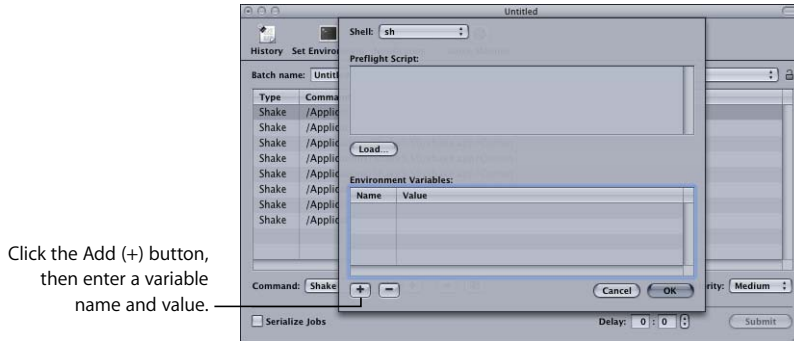 Untitled
Shell: sh
History Set Enviro
Preflight Script:
Batch name: Untitl
Type Comma
Shake /Applic
Shake /Applic
Shake /Applic
Shake /Applic
Shake /Applic
Shake /Applic
Shake /Applic
Shake /Applic
Load...
Environment Variables:
Name Value
Click the Add (+) button,
then enter a variable
name and value.
Command: Shake
+ −
Cancel OK
rity: Medium
Serialize Jobs
Delay: 0 : 0
Submit